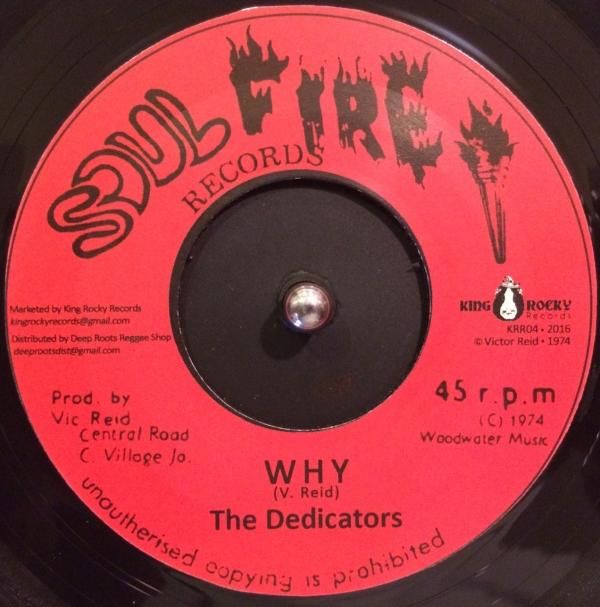 SOUL FIRE
RECORDS
Marketed by King Rocky Records
kingrockyrecords@gmail.com
Distributed by Deep Roots Reggae Shop
deeprootsdist@gmail.com
KING ROCKY
Records
KRR04 • 2016
© Victor Reid • 1974
Prod. by
Vic Reid
Central Road
C. Village Ja.
45 r.p.m
(C) 1974
Woodwater Music
WHY
(V. Reid)
The Dedicators
unautherised copying is prohibited